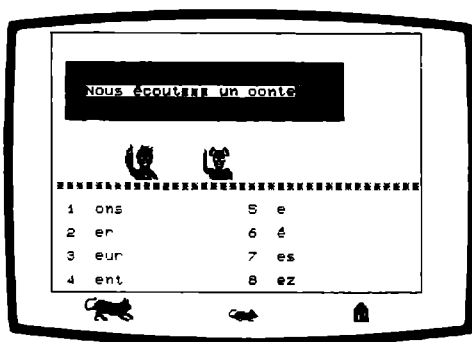 Nous écout*** un conte
1 ons 5 e
2 er 6 é
3 eur 7 es
4 ent 8 ez